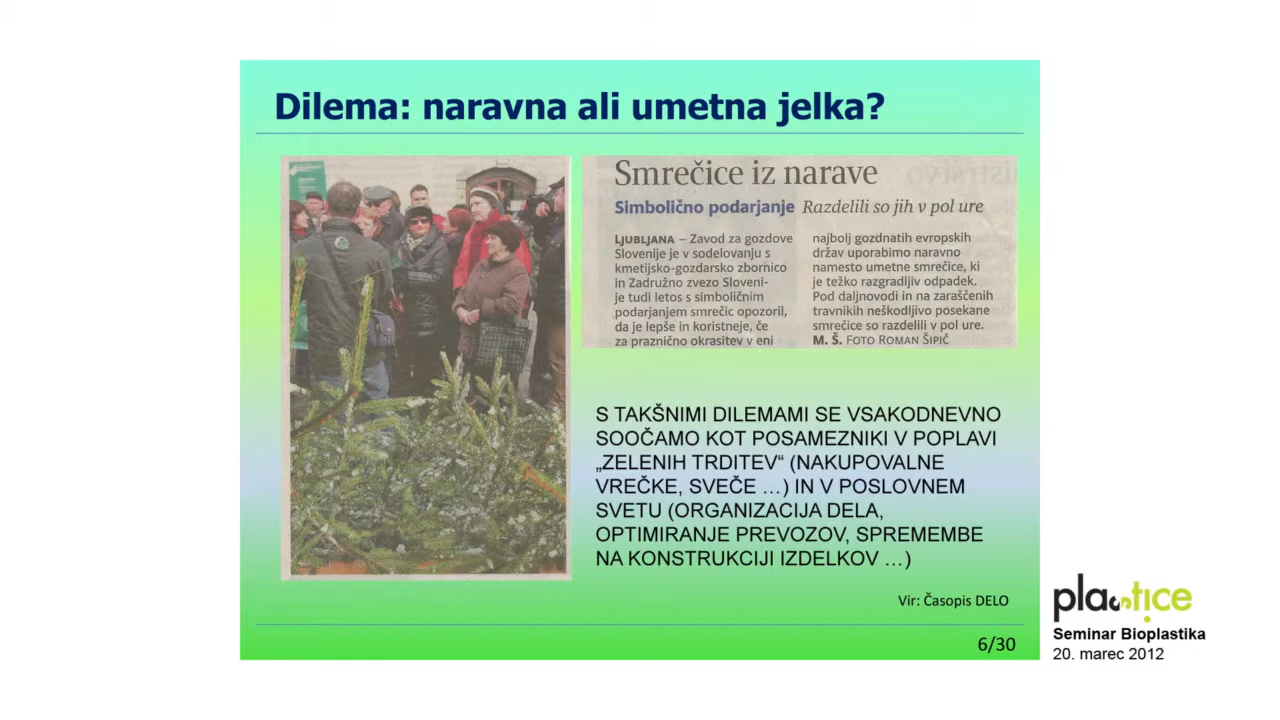 Dilema: naravna ali umetna jelka?
Smrečice iz narave
Simbolično podarjanje Razdelili so jih v pol ure
LJUBLJANA – Zavod za gozdove
Slovenije je v sodelovanju s
kmetijsko-gozdarsko zbornico
in Zadružno zvezo Sloveni-
je tudi letos s simboličnim
podarjanjem smrečic opozoril,
da je lepše in koristneje, če
za praznično okrasitev v eni
najbolj gozdnatih evropskih
držav uporabimo naravno
namesto umetne smrečice, ki
je težko razgradljiv odpadek.
Pod daljnovodi in na zaraščenih
travnikih neškodljivo posekane
smrečice so razdelili v pol ure.
M. Š. FOTO ROMAN ŠIPIČ
S TAKŠNIMI DILEMAMI SE VSAKODNEVNO
SOOČAMO KOT POSAMEZNIKI V POPLAVI
„ZELENIH TRDITEV“ (NAKUPOVALNE
VREČKE, SVEČE …) IN V POSLOVNEM
SVETU (ORGANIZACIJA DELA,
OPTIMIRANJE PREVOZOV, SPREMEMBE
NA KONSTRUKCIJI IZDELKOV …)
Vir: Časopis DELO
6/30
plastice
Seminar Bioplastika
20. marec 2012